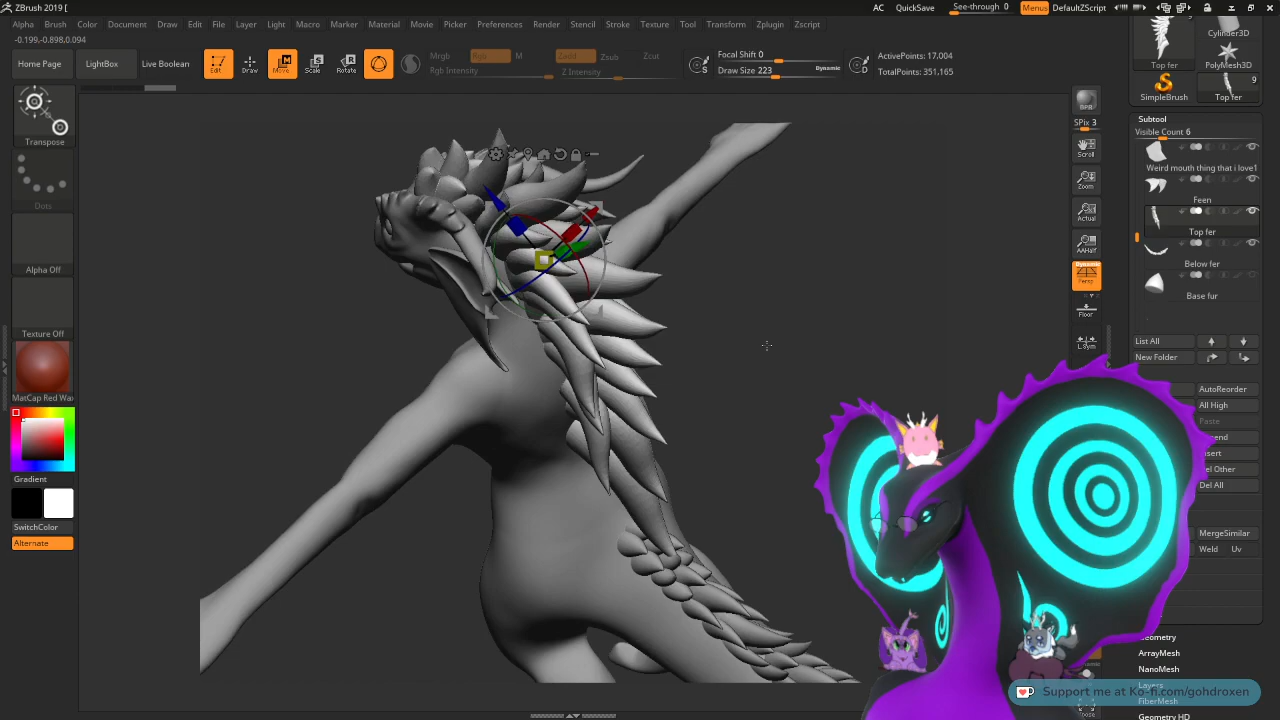 ZBrush 2019 [
AC
QuickSave
See-through 0
Menus
DefaultZScript
Alpha Brush Color Document Draw Edit File Layer Light Macro Marker Material Movie Picker Preferences Render Stencil Stroke Texture Tool Transform Zplugin Zscript
-0.199,-0.898,0.094
Home Page
LightBox
Live Boolean
Edit
Draw
Move
Scale
Rotate
Mrgb Rgb M
Rgb Intensity
Zadd Zsub Zcut
Z Intensity
S
Focal Shift 0
Draw Size 223
Dynamic
D
ActivePoints: 17,004
TotalPoints: 351,165
Transpose
Dots
Alpha Off
Texture Off
MatCap Red Wax
Gradient
SwitchColor
Alternate
BPR
SPix 3
Scroll
Zoom
Actual
AAHalf
Dynamic
Persp
Floor
L.Sym
Top fer
Cylinder3D
PolyMesh3D
SimpleBrush
9
Top fer
Subtool
Visible Count 6
Weird mouth thing that i love1
Feen
Top fer
Below fer
Base fur
List All
New Folder
AutoReorder
All High
Paste
Del All
MergeSimilar
Weld Uv
Geometry
ArrayMesh
NanoMesh
Layers
FiberMesh
Geometry HD
Support me at Ko-fi.com/gohdroxen